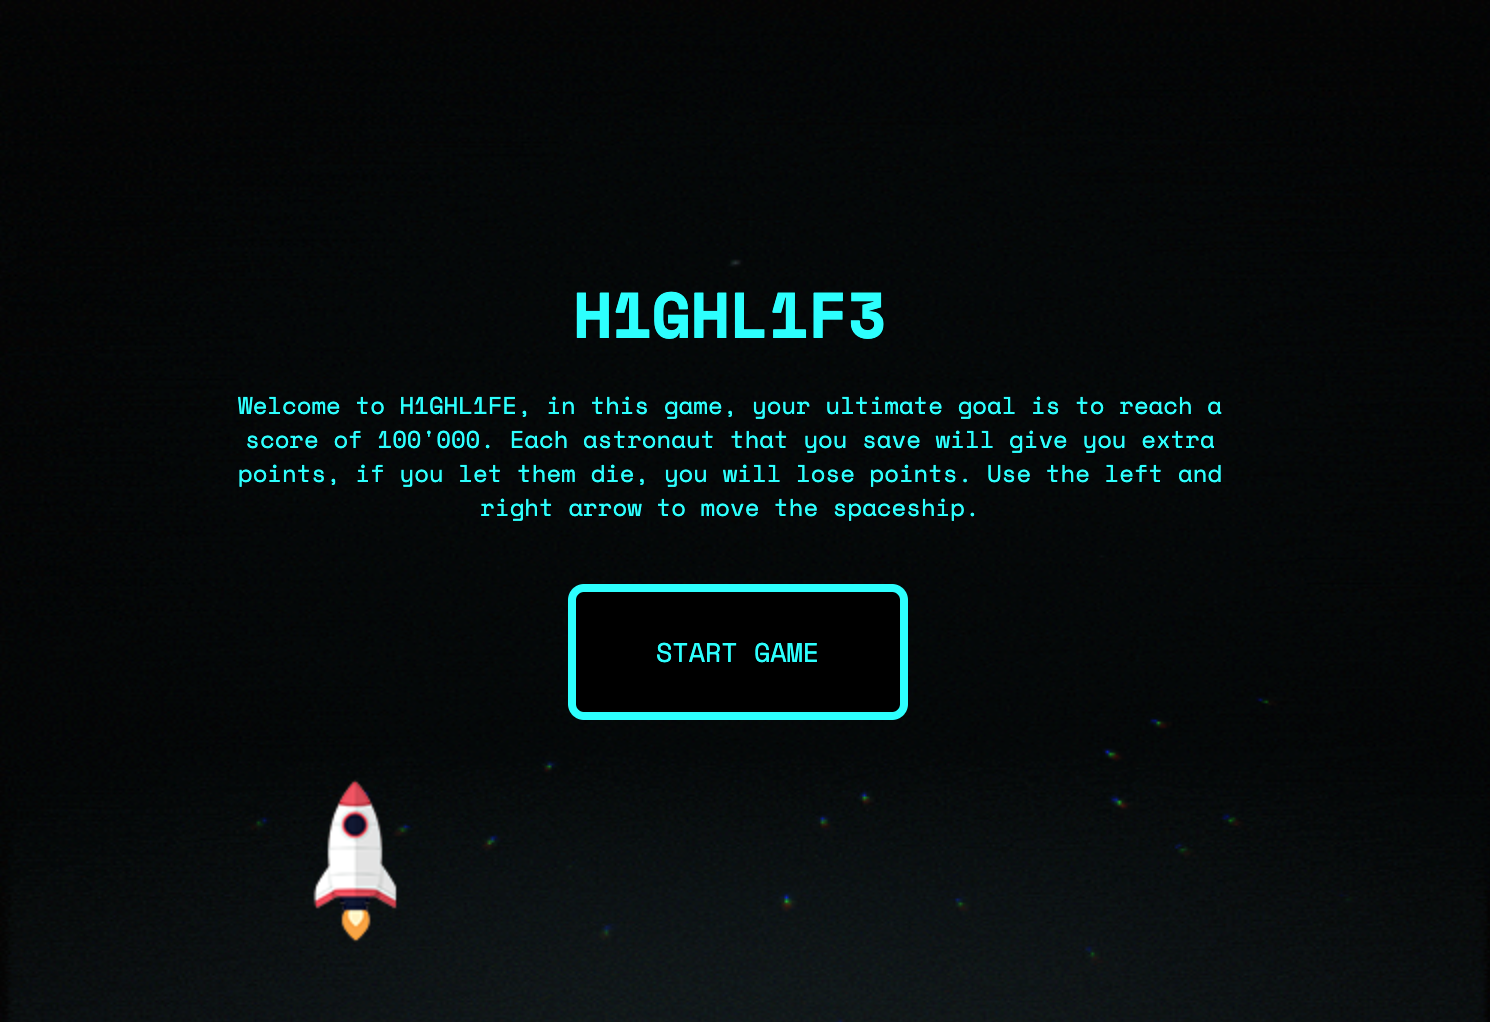 H1GHL1F3
Welcome to H1GHL1FE, in this game, your ultimate goal is to reach a
score of 100'000. Each astronaut that you save will give you extra
points, if you let them die, you will lose points. Use the left and
right arrow to move the spaceship.
START GAME